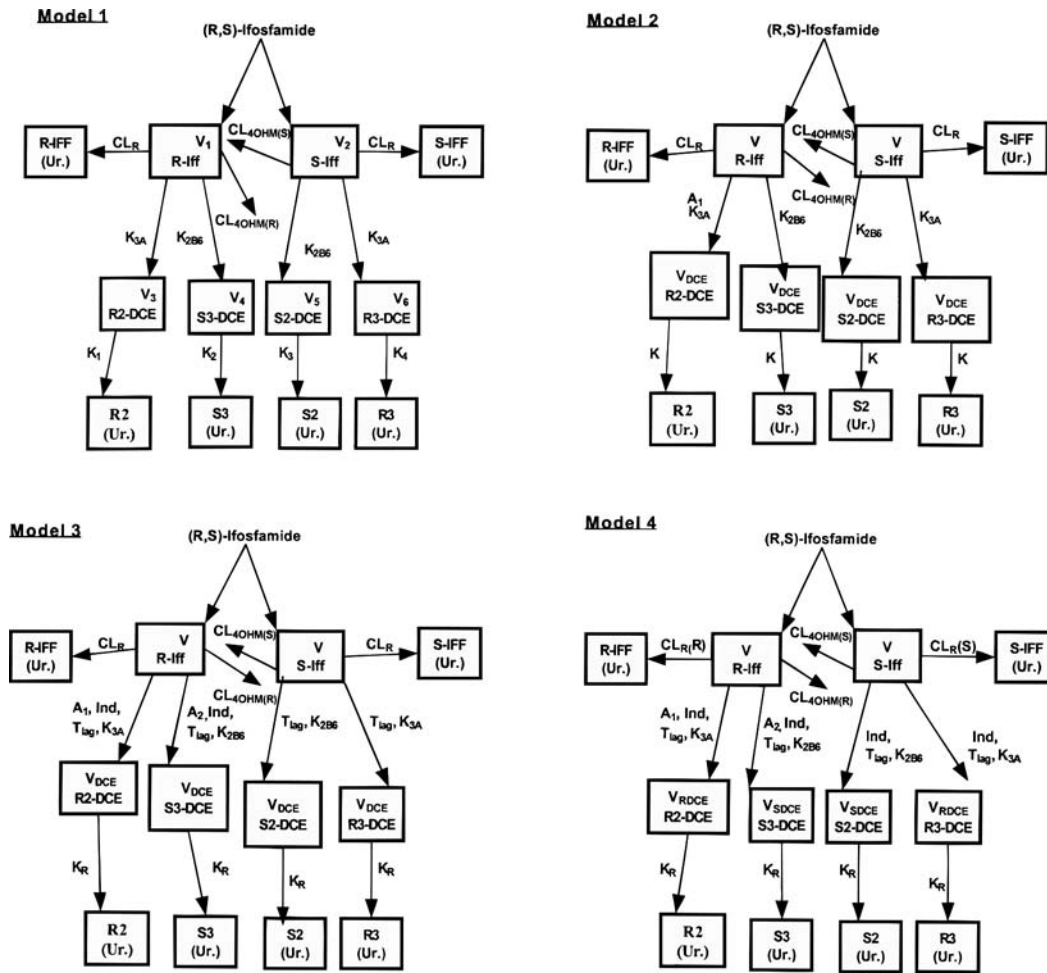 Model 1
(R,S)-Ifosfamide
R-IFF
(Ur.)
CL_R
V_1
R-Iff
CL_4OHM(S)
V_2
S-Iff
CL_R
S-IFF
(Ur.)
CL_4OHM(R)
K_3A
K_2B6
K_2B6
K_3A
V_3
R2-DCE
V_4
S3-DCE
V_5
S2-DCE
V_6
R3-DCE
K_1
K_2
K_3
K_4
R2
(Ur.)
S3
(Ur.)
S2
(Ur.)
R3
(Ur.)
Model 2
(R,S)-Ifosfamide
R-IFF
(Ur.)
CL_R
V
R-Iff
CL_4OHM(S)
V
S-Iff
CL_R
S-IFF
(Ur.)
CL_4OHM(R)
A_1
K_3A
K_2B6
K_2B6
K_3A
V_DCE
R2-DCE
V_DCE
S3-DCE
V_DCE
S2-DCE
V_DCE
R3-DCE
K
K
K
K
R2
(Ur.)
S3
(Ur.)
S2
(Ur.)
R3
(Ur.)
Model 3
(R,S)-Ifosfamide
R-IFF
(Ur.)
CL_R
V
R-Iff
CL_4OHM(S)
V
S-Iff
CL_R
S-IFF
(Ur.)
CL_4OHM(R)
A_1, Ind,
T_lag, K_3A
A_2,Ind,
T_lag, K_2B6
T_lag, K_2B6
T_lag, K_3A
V_DCE
R2-DCE
V_DCE
S3-DCE
V_DCE
S2-DCE
V_DCE
R3-DCE
K_R
K_R
K_R
K_R
R2
(Ur.)
S3
(Ur.)
S2
(Ur.)
R3
(Ur.)
Model 4
(R,S)-Ifosfamide
R-IFF
(Ur.)
CL_R(R)
V
R-Iff
CL_4OHM(S)
V
S-Iff
CL_R(S)
S-IFF
(Ur.)
CL_4OHM(R)
A_1, Ind,
T_lag, K_3A
A_2, Ind,
T_lag, K_2B6
Ind,
T_lag, K_2B6
Ind,
T_lag, K_3A
V_RDCE
R2-DCE
V_SDCE
S3-DCE
V_SDCE
S2-DCE
V_RDCE
R3-DCE
K_R
K_R
K_R
K_R
R2
(Ur.)
S3
(Ur.)
S2
(Ur.)
R3
(Ur.)